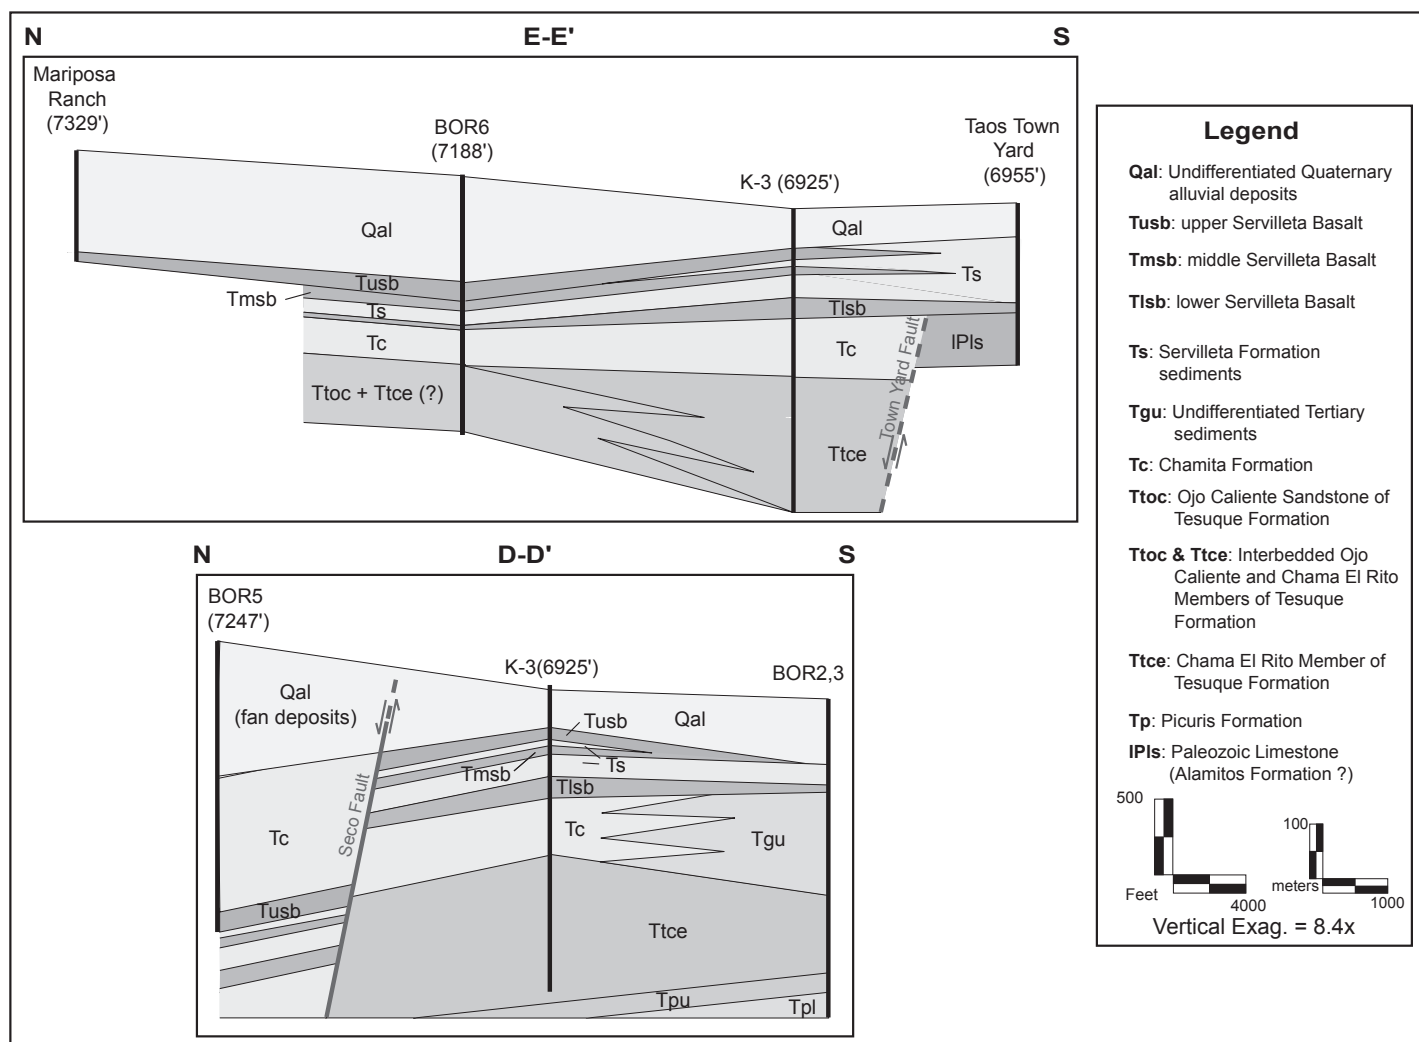 N
E-E'
S
Mariposa
Ranch
(7329')
BOR6
(7188')
K-3 (6925')
Taos Town
Yard
(6955')
Qal
Qal
Tusb
Tmsb
Ts
Ts
Tlsb
Tc
Tc
IPls
Ttoc + Ttce (?)
Ttce
Town Yard Fault
N
D-D'
S
BOR5
(7247')
K-3(6925')
BOR2,3
Qal
(fan deposits)
Tusb
Qal
Tmsb
Ts
Tlsb
Seco Fault
Tc
Tc
Tgu
Tusb
Ttce
Tpu
Tpl
Legend
Qal: Undifferentiated Quaternary
alluvial deposits
Tusb: upper Servilleta Basalt
Tmsb: middle Servilleta Basalt
Tlsb: lower Servilleta Basalt
Ts: Servilleta Formation
sediments
Tgu: Undifferentiated Tertiary
sediments
Tc: Chamita Formation
Ttoc: Ojo Caliente Sandstone of
Tesuque Formation
Ttoc & Ttce: Interbedded Ojo
Caliente and Chama El Rito
Members of Tesuque
Formation
Ttce: Chama El Rito Member of
Tesuque Formation
Tp: Picuris Formation
IPls: Paleozoic Limestone
(Alamitos Formation ?)
500
Feet
4000
100
meters
1000
Vertical Exag. = 8.4x